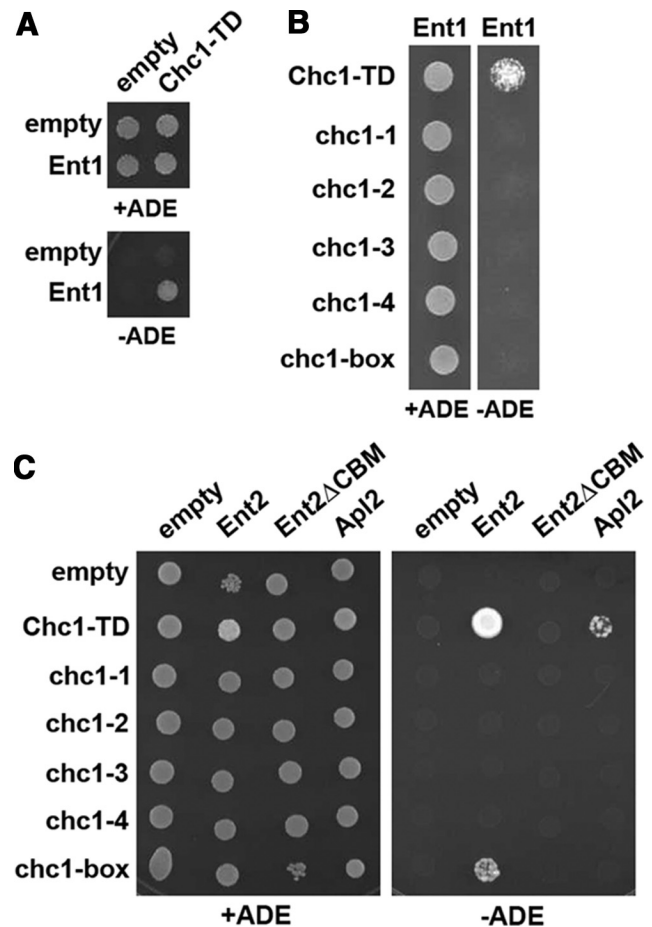 A
empty
Chc1-TD
empty
Ent1
+ADE
empty
Ent1
-ADE
B
Ent1 Ent1
Chc1-TD
chc1-1
chc1-2
chc1-3
chc1-4
chc1-box
+ADE -ADE
C
empty Ent2 Ent2ΔCBM Apl2 empty Ent2 Ent2ΔCBM Apl2
empty
Chc1-TD
chc1-1
chc1-2
chc1-3
chc1-4
chc1-box
+ADE -ADE